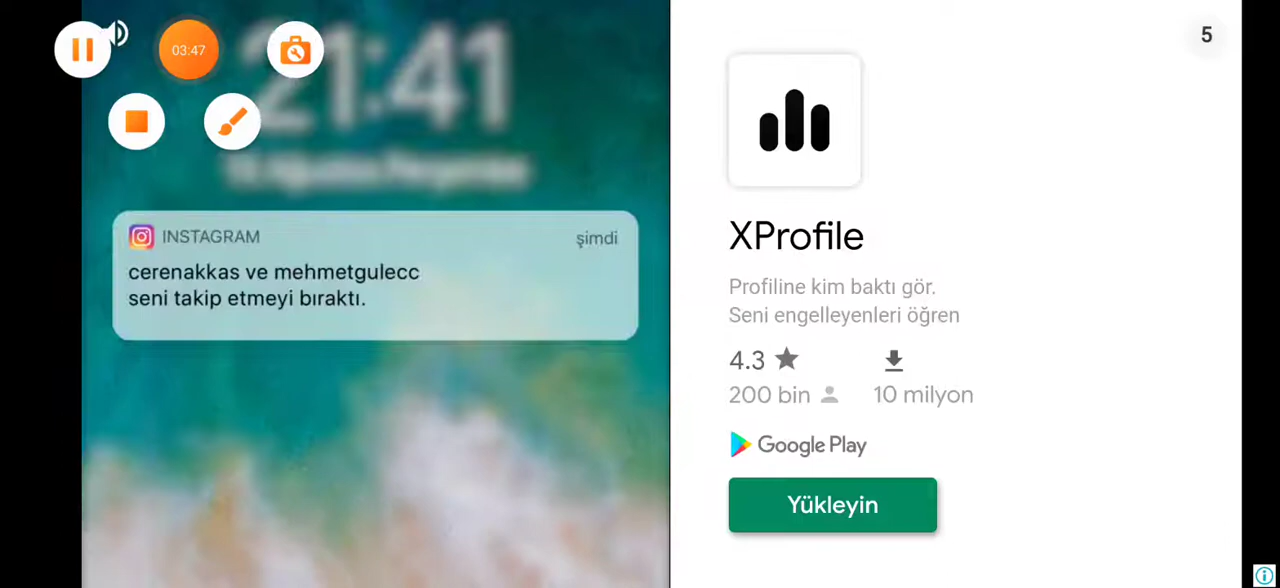 03:47
21:41
INSTAGRAM
şimdi
cerenakkas ve mehmetgulecc
seni takip etmeyi bıraktı.
5
XProfile
Profiline kim baktı gör.
Seni engelleyenleri öğren
4.3
200 bin
10 milyon
Google Play
Yükleyin